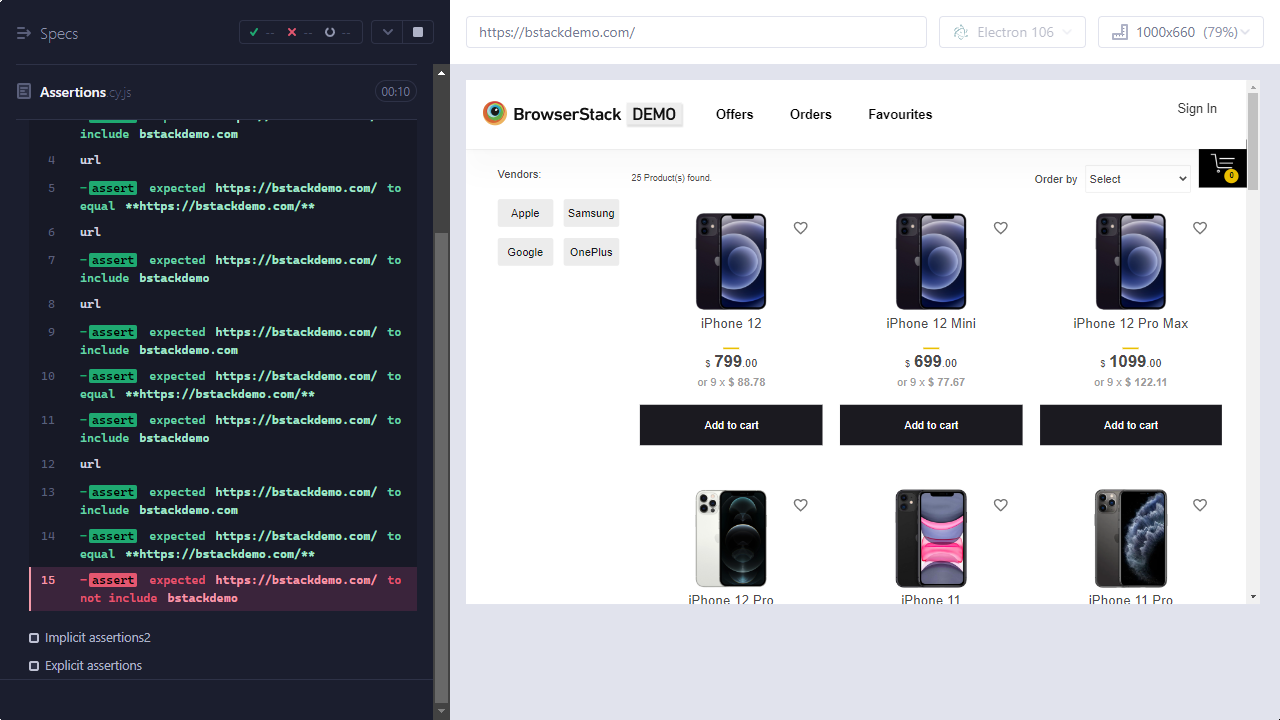 Specs
-- -- --
Assertions.cy.js
00:10
include bstackdemo.com
4 url
5 -assert expected https://bstackdemo.com/ to
equal **https://bstackdemo.com/**
6 url
7 -assert expected https://bstackdemo.com/ to
include bstackdemo
8 url
9 -assert expected https://bstackdemo.com/ to
include bstackdemo.com
10 -assert expected https://bstackdemo.com/ to
equal **https://bstackdemo.com/**
11 -assert expected https://bstackdemo.com/ to
include bstackdemo
12 url
13 -assert expected https://bstackdemo.com/ to
include bstackdemo.com
14 -assert expected https://bstackdemo.com/ to
equal **https://bstackdemo.com/**
15 -assert expected https://bstackdemo.com/ to
not include bstackdemo
Implicit assertions2
Explicit assertions
https://bstackdemo.com/
Electron 106
1000x660 (79%)
BrowserStack DEMO
Offers
Orders
Favourites
Sign In
0
Vendors:
Apple
Samsung
Google
OnePlus
25 Product(s) found.
Order by
Select
iPhone 12
$ 799.00
or 9 x $ 88.78
Add to cart
iPhone 12 Mini
$ 699.00
or 9 x $ 77.67
Add to cart
iPhone 12 Pro Max
$ 1099.00
or 9 x $ 122.11
Add to cart
iPhone 12 Pro
iPhone 11
iPhone 11 Pro